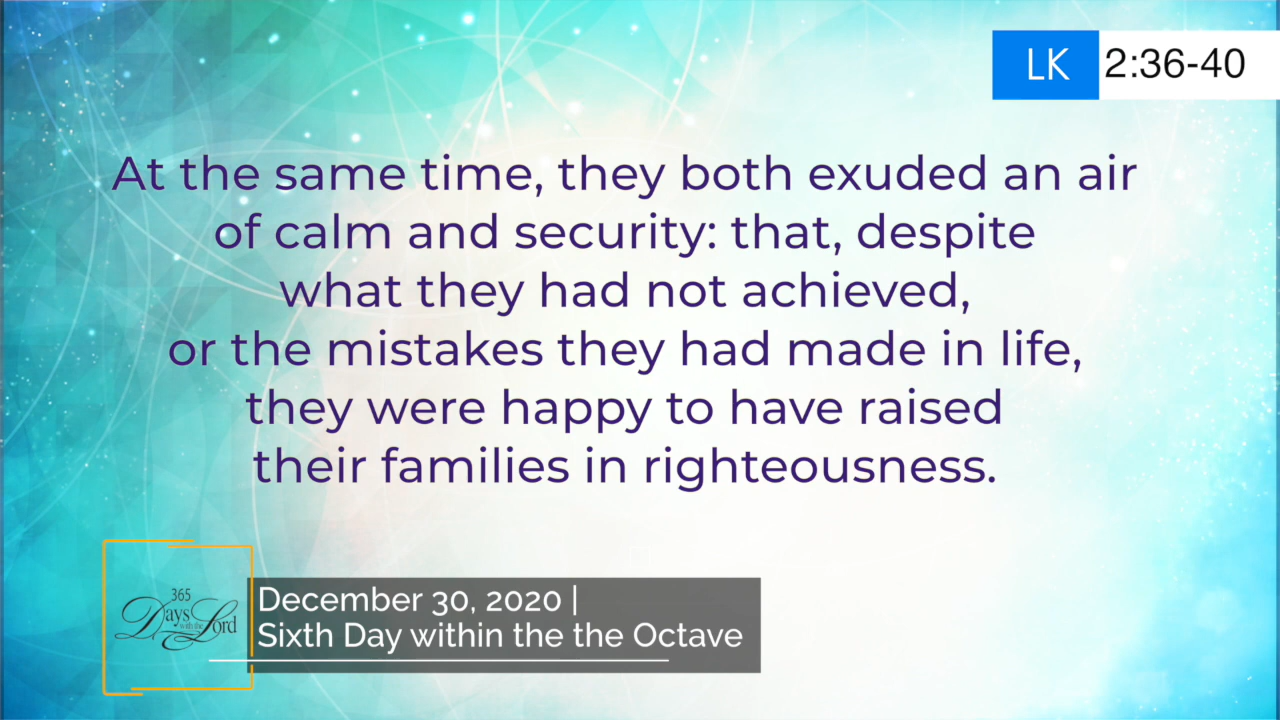 LK 2:36-40
At the same time, they both exuded an air
of calm and security: that, despite
what they had not achieved,
or the mistakes they had made in life,
they were happy to have raised
their families in righteousness.
365
Days with the Lord
December 30, 2020 |
Sixth Day within the the Octave